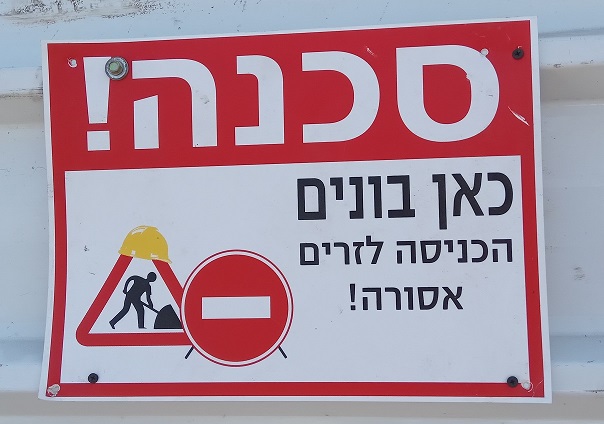 סכנה!
כאן בונים
הכניסה לזרים
אסורה!